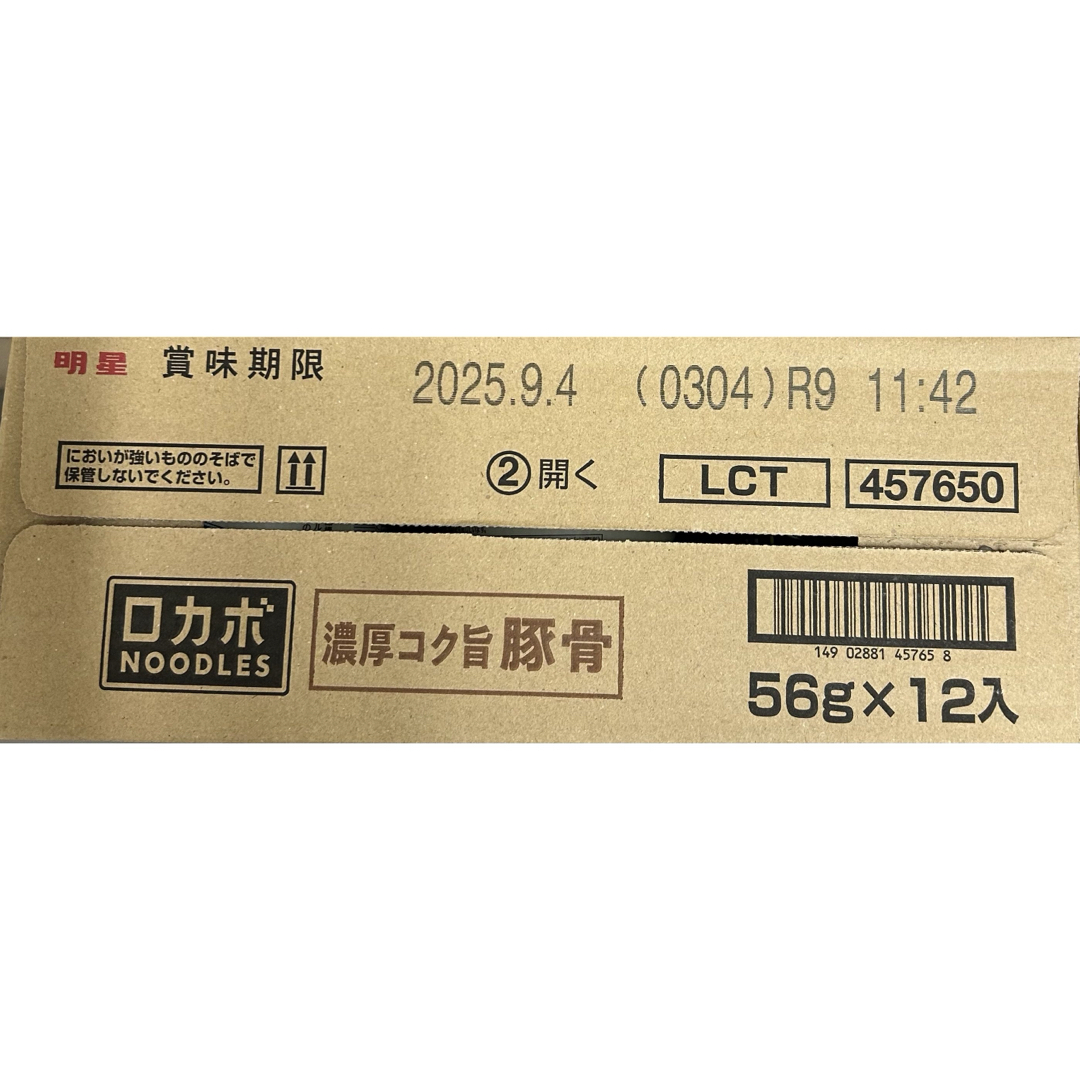 明星 賞味期限 2025.9.4 (0304) R9 11:42
においが強いもののそばで
保管しないでください。
②開く LCT 457650
ロカボ
NOODLES
濃厚コク旨 豚骨
149 02881 45765 8
56g×12入